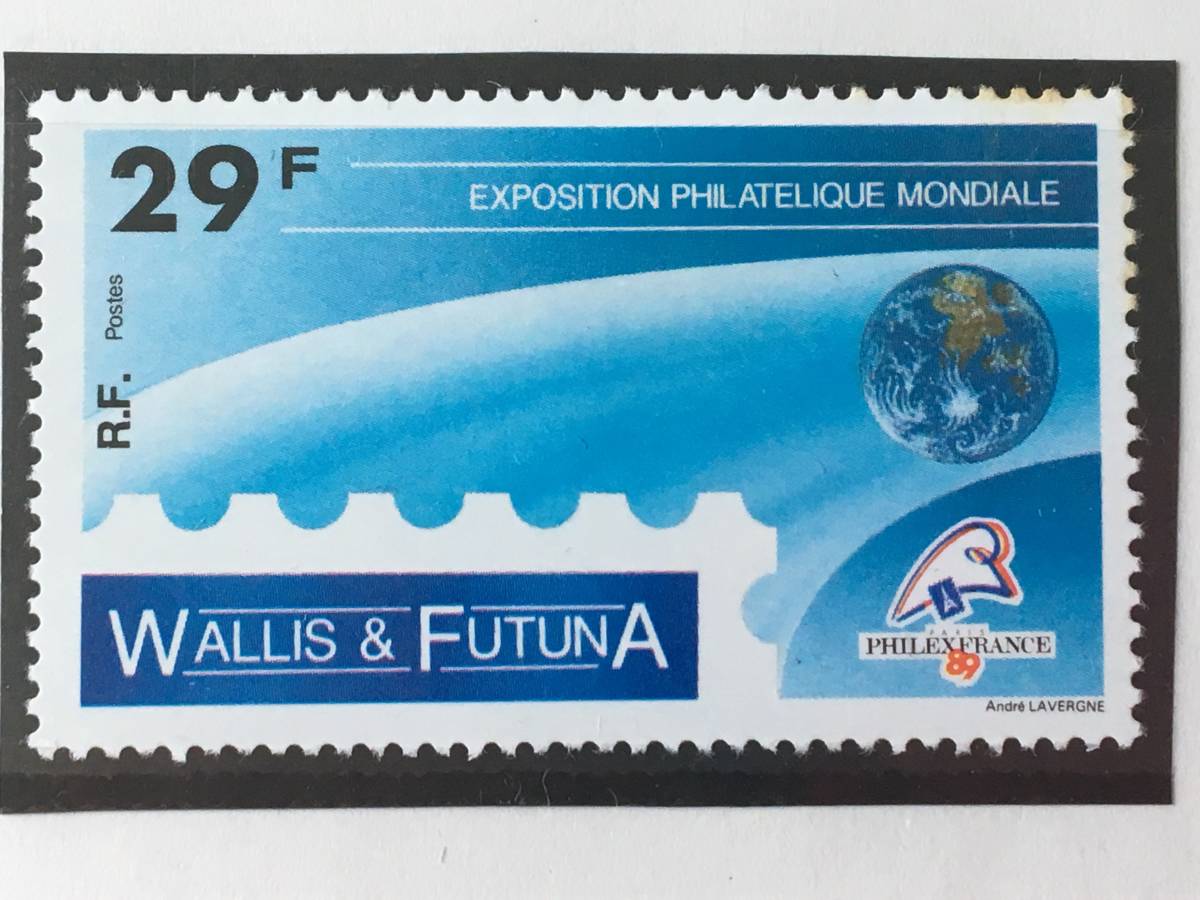 29F
EXPOSITION PHILATELIQUE MONDIALE
R.F. Postes
WALLIS & FUTUNA
PARIS
PHILEXFRANCE
89
André LAVERGNE